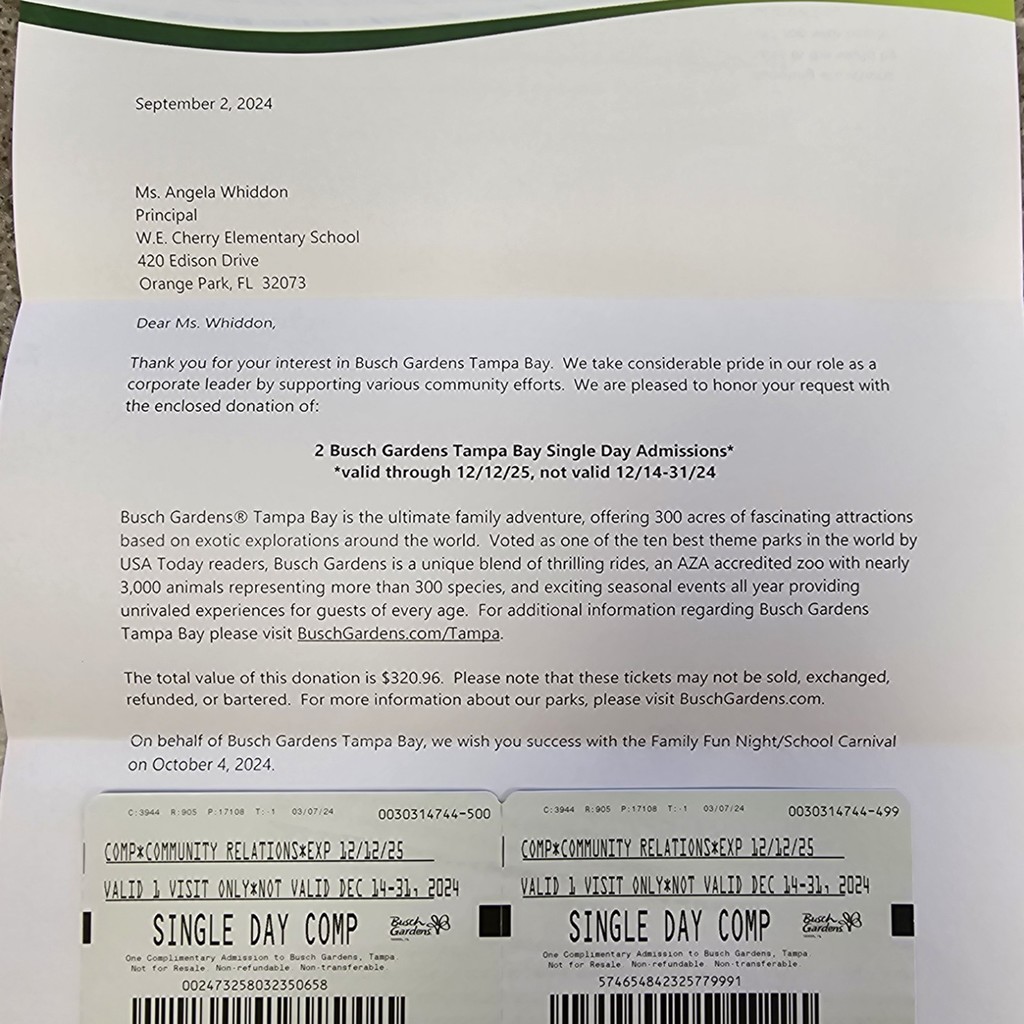 September 2, 2024
Ms. Angela Whiddon
Principal
W.E. Cherry Elementary School
420 Edison Drive
Orange Park, FL 32073
Dear Ms. Whiddon,
Thank you for your interest in Busch Gardens Tampa Bay. We take considerable pride in our role as a
corporate leader by supporting various community efforts. We are pleased to honor your request with
the enclosed donation of:
2 Busch Gardens Tampa Bay Single Day Admissions*
*valid through 12/12/25, not valid 12/14-31/24
Busch Gardens® Tampa Bay is the ultimate family adventure, offering 300 acres of fascinating attractions
based on exotic explorations around the world. Voted as one of the ten best theme parks in the world by
USA Today readers, Busch Gardens is a unique blend of thrilling rides, an AZA accredited zoo with nearly
3,000 animals representing more than 300 species, and exciting seasonal events all year providing
unrivaled experiences for guests of every age. For additional information regarding Busch Gardens
Tampa Bay please visit BuschGardens.com/Tampa.
The total value of this donation is $320.96. Please note that these tickets may not be sold, exchanged,
refunded, or bartered. For more information about our parks, please visit BuschGardens.com.
On behalf of Busch Gardens Tampa Bay, we wish you success with the Family Fun Night/School Carnival
on October 4, 2024.
C:3944 R:905 P:17108 T:-1 03/07/24 0030314744-500
COMP*COMMUNITY RELATIONS*EXP 12/12/25
VALID 1 VISIT ONLY*NOT VALID DEC 14-31, 2024
SINGLE DAY COMP
Busch Gardens
One Complimentary Admission to Busch Gardens, Tampa
Not for Resale Non-refundable Non-transferable
002473258032350658
C:3944 R:905 P:17108 T:-1 03/07/24 0030314744-499
COMP*COMMUNITY RELATIONS*EXP 12/12/25
VALID 1 VISIT ONLY*NOT VALID DEC 14-31, 2024
SINGLE DAY COMP
Busch Gardens
One Complimentary Admission to Busch Gardens, Tampa
Not for Resale Non-refundable Non-transferable
574654842325779991